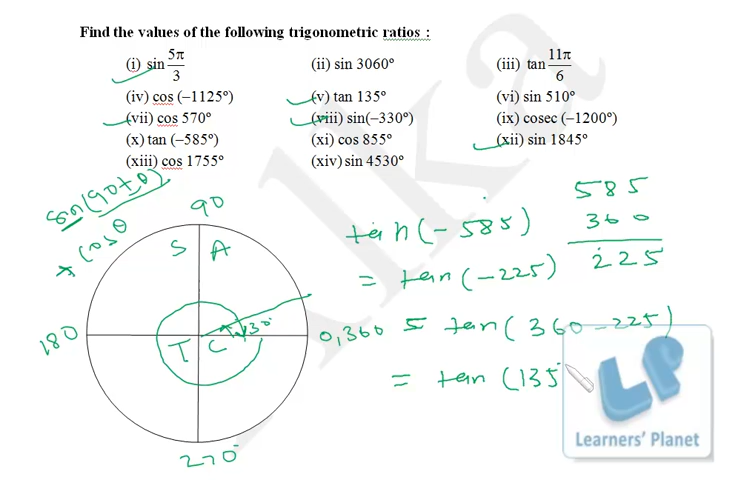 Find the values of the following trigonometric ratios :
(i) sin 5π/3 (ii) sin 3060° (iii) tan 11π/6
(iv) cos (−1125°) (v) tan 135° (vi) sin 510°
(vii) cos 570° (viii) sin(−330°) (ix) cosec (−1200°)
(x) tan (−585°) (xi) cos 855° (xii) sin 1845°
(xiii) cos 1755° (xiv) sin 4530°
sin(90±θ)
cosθ
90
S A
180
T C
30°
0,360
270°
tan(−585)
= tan(−225)
= tan(360−225)
= tan(135
585
360
225
LP
Learners' Planet